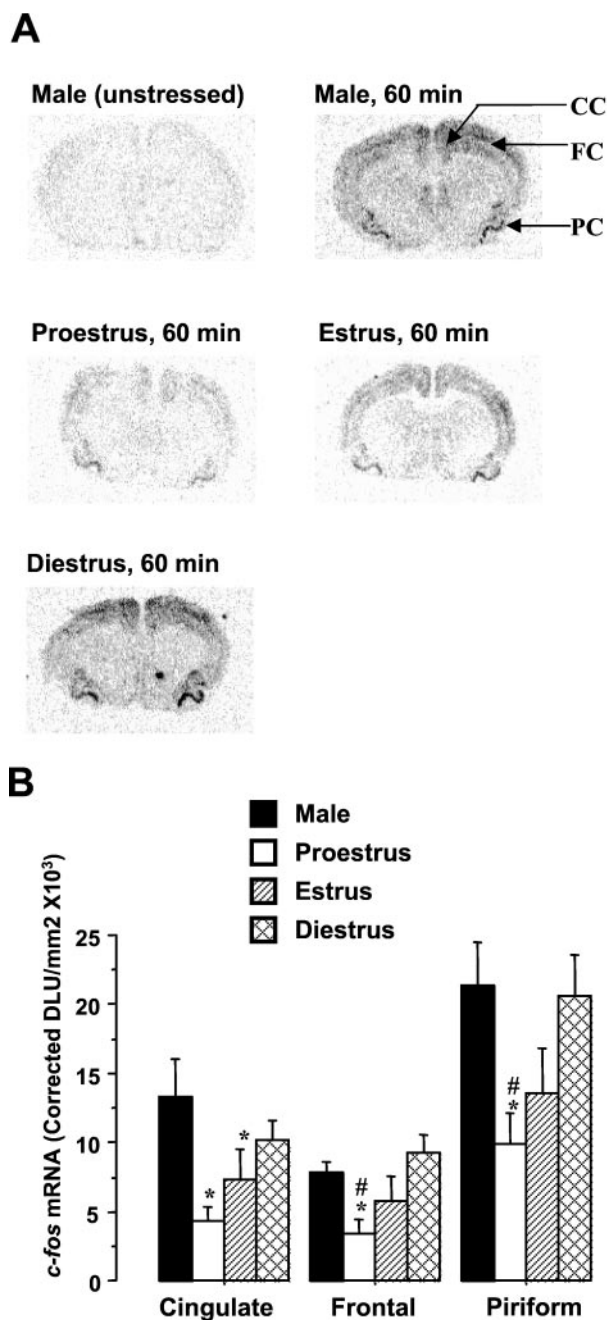 A
Male (unstressed)
Male, 60 min
CC
FC
PC
Proestrus, 60 min
Estrus, 60 min
Diestrus, 60 min
B
Male
Proestrus
Estrus
Diestrus
c-fos mRNA (Corrected DLU/mm2 X10³)
25
20
15
10
5
0
* * # * # *
Cingulate Frontal Piriform